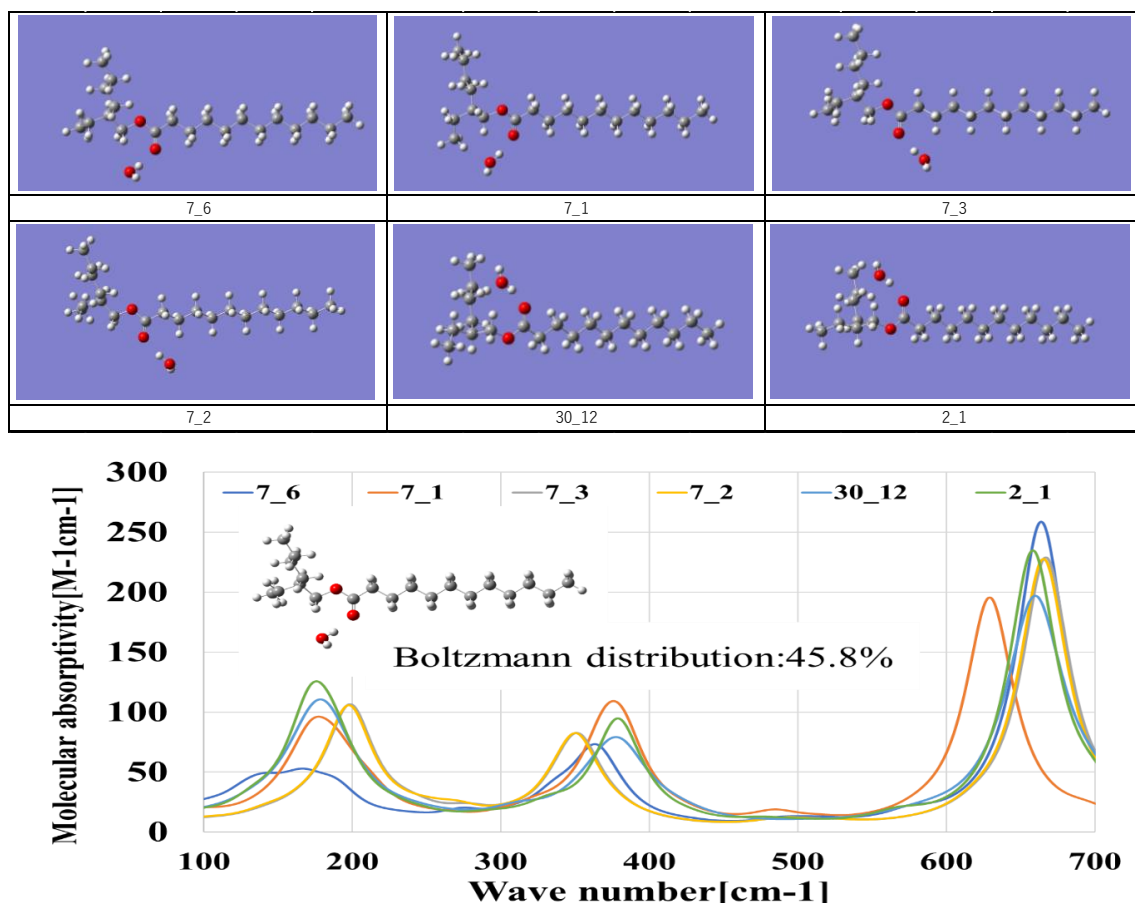 7_6 7_1 7_3
7_2 30_12 2_1
300 7_6 7_1 7_3 7_2 30_12 2_1
250
200
150 Boltzmann distribution:45.8%
100
50
0
Molecular absorptivity[M-1cm-1]
100 200 300 400 500 600 700
Wave number[cm-1]